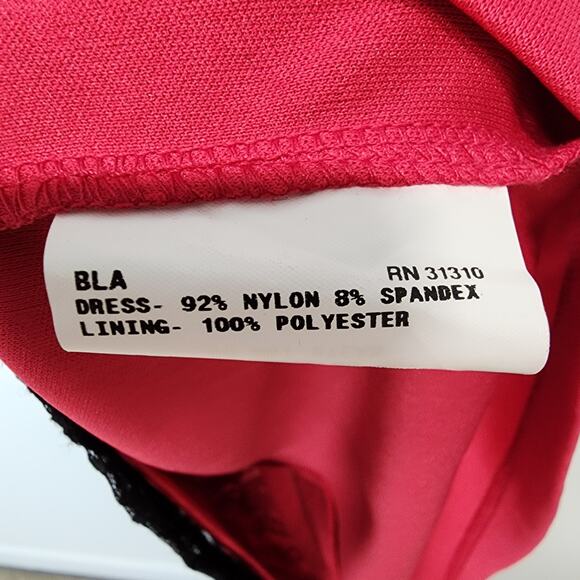 BLA RN 31310
DRESS- 92% NYLON 8% SPANDEX
LINING- 100% POLYESTER